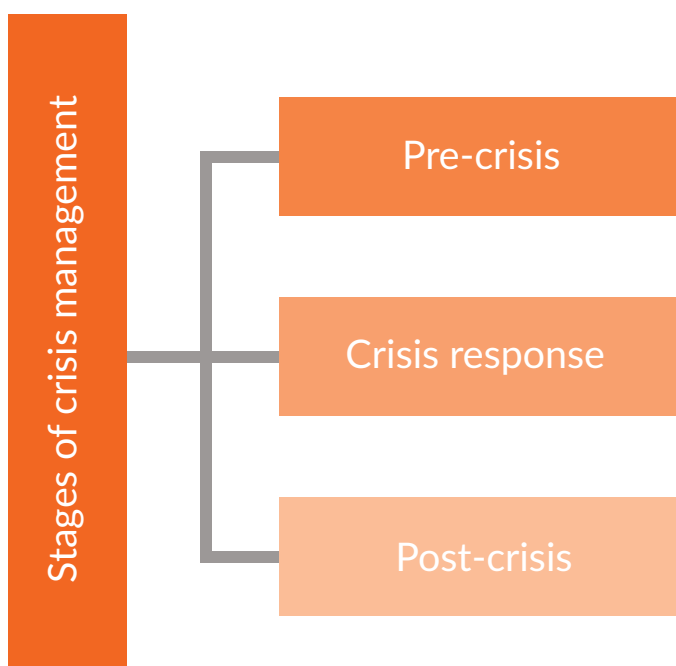 Stages of crisis management
Pre-crisis
Crisis response
Post-crisis